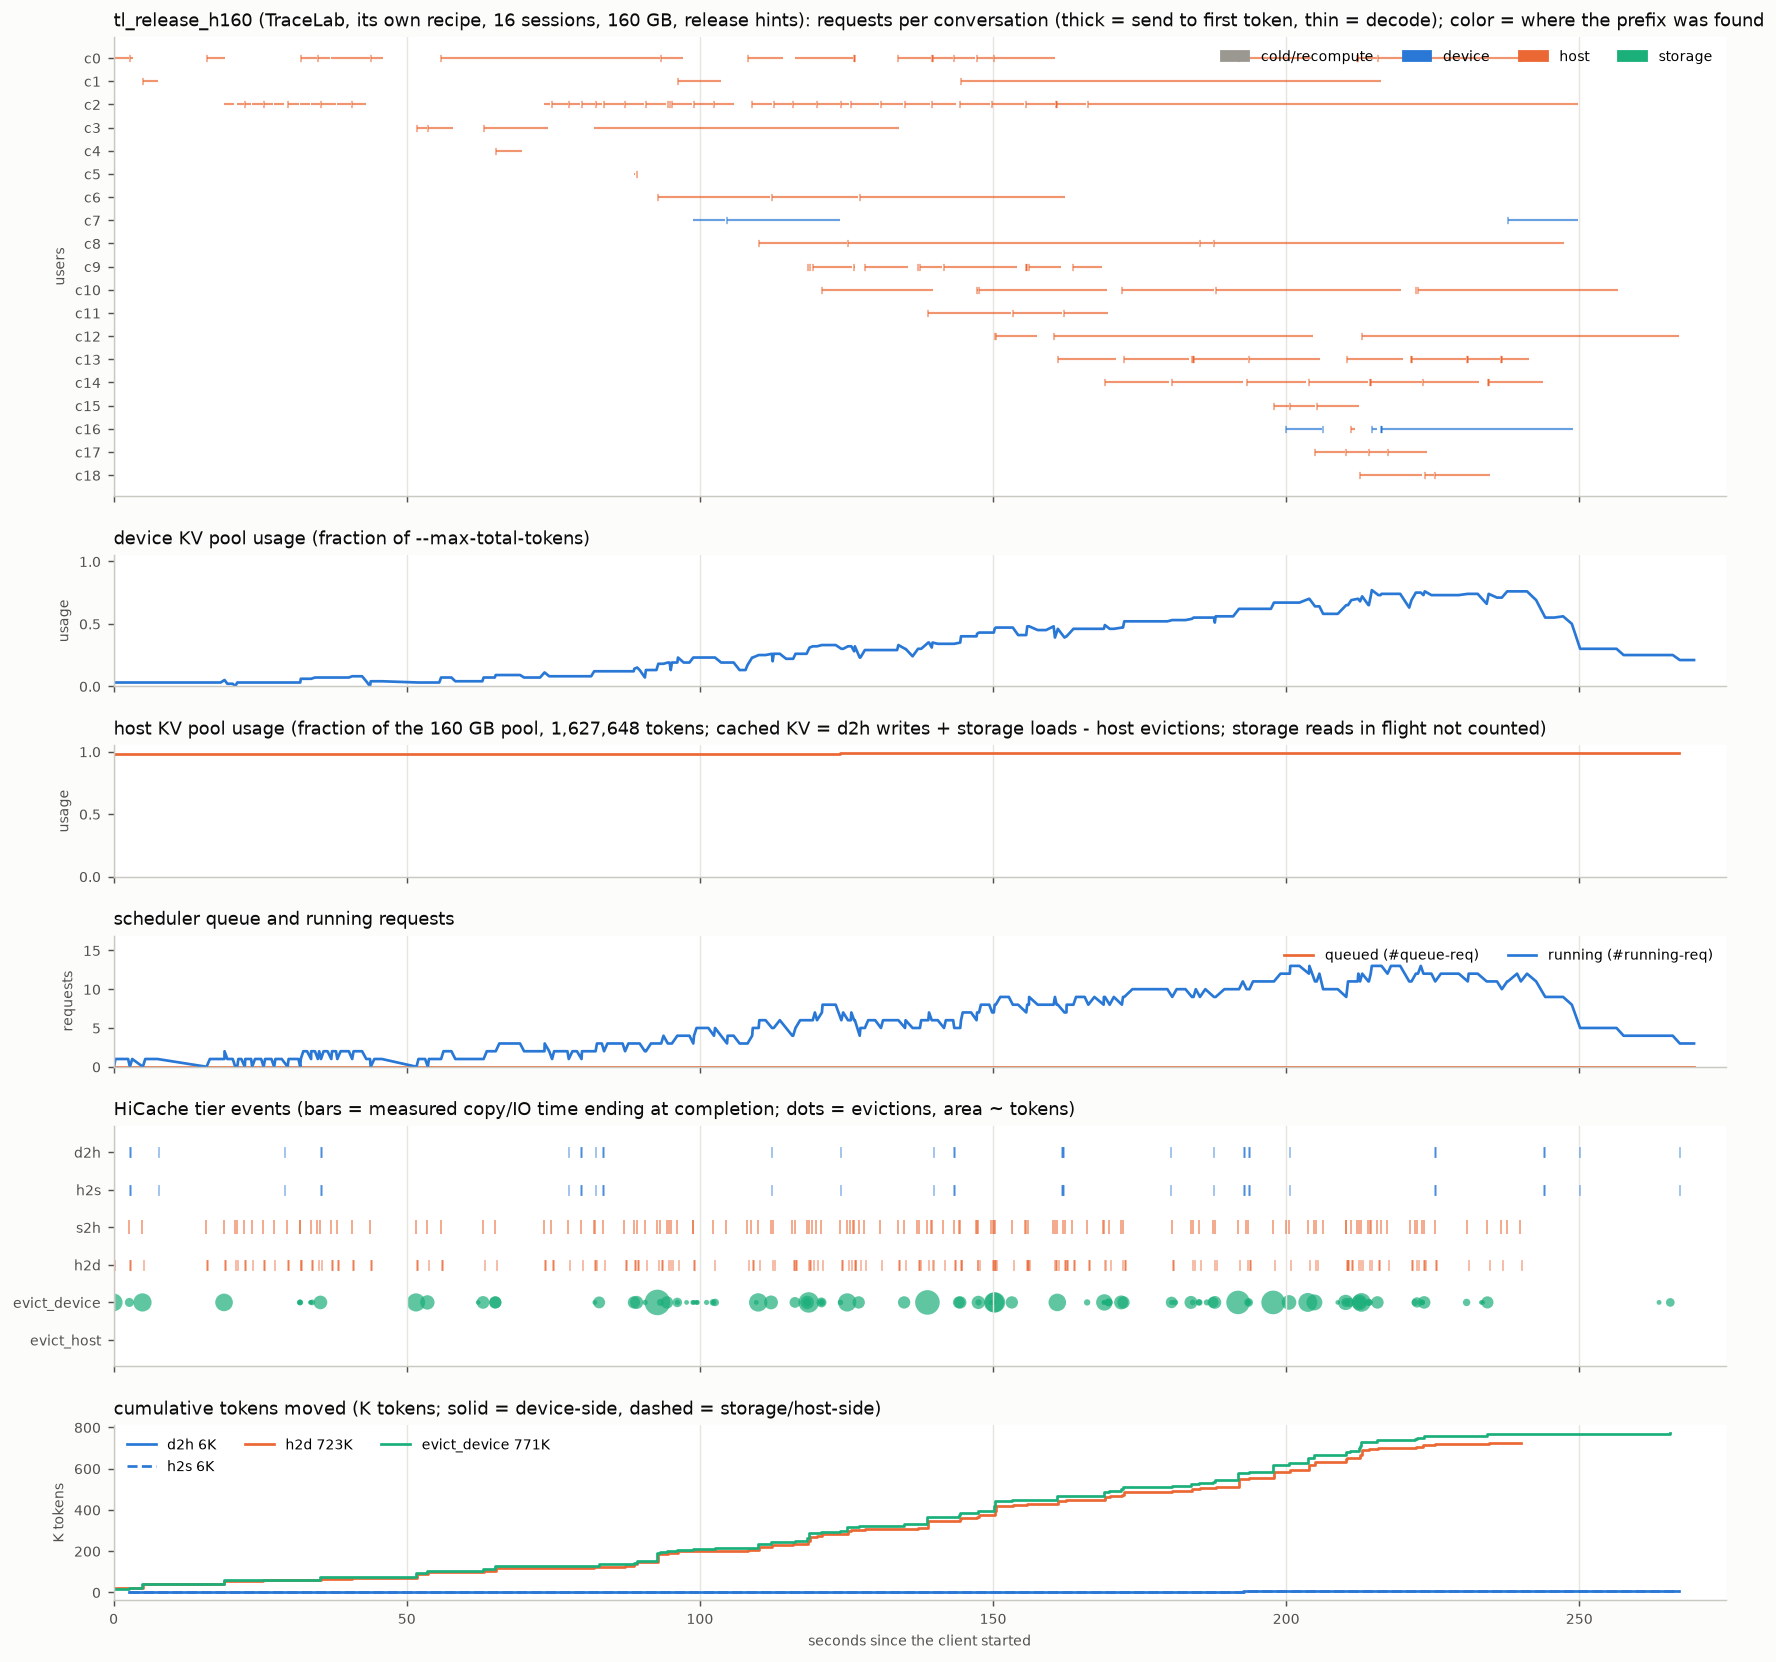 tl_release_h160 (TraceLab, its own recipe, 16 sessions, 160 GB, release hints): requests per conversation (thick = send to first token, thin = decode); color = where the prefix was found
cold/recompute device host storage
c0
c1
c2
c3
c4
c5
c6
c7
c8
c9
c10
c11
c12
c13
c14
c15
c16
c17
c18
users
device KV pool usage (fraction of --max-total-tokens)
1.0
0.5
0.0
usage
host KV pool usage (fraction of the 160 GB pool, 1,627,648 tokens; cached KV = d2h writes + storage loads - host evictions; storage reads in flight not counted)
1.0
0.5
0.0
usage
scheduler queue and running requests
queued (#queue-req) running (#running-req)
15
10
5
0
requests
HiCache tier events (bars = measured copy/IO time ending at completion; dots = evictions, area ~ tokens)
d2h
h2s
s2h
h2d
evict_device
evict_host
cumulative tokens moved (K tokens; solid = device-side, dashed = storage/host-side)
d2h 6K h2d 723K evict_device 771K
h2s 6K
800
600
400
200
0
K tokens
0 50 100 150 200 250
seconds since the client started